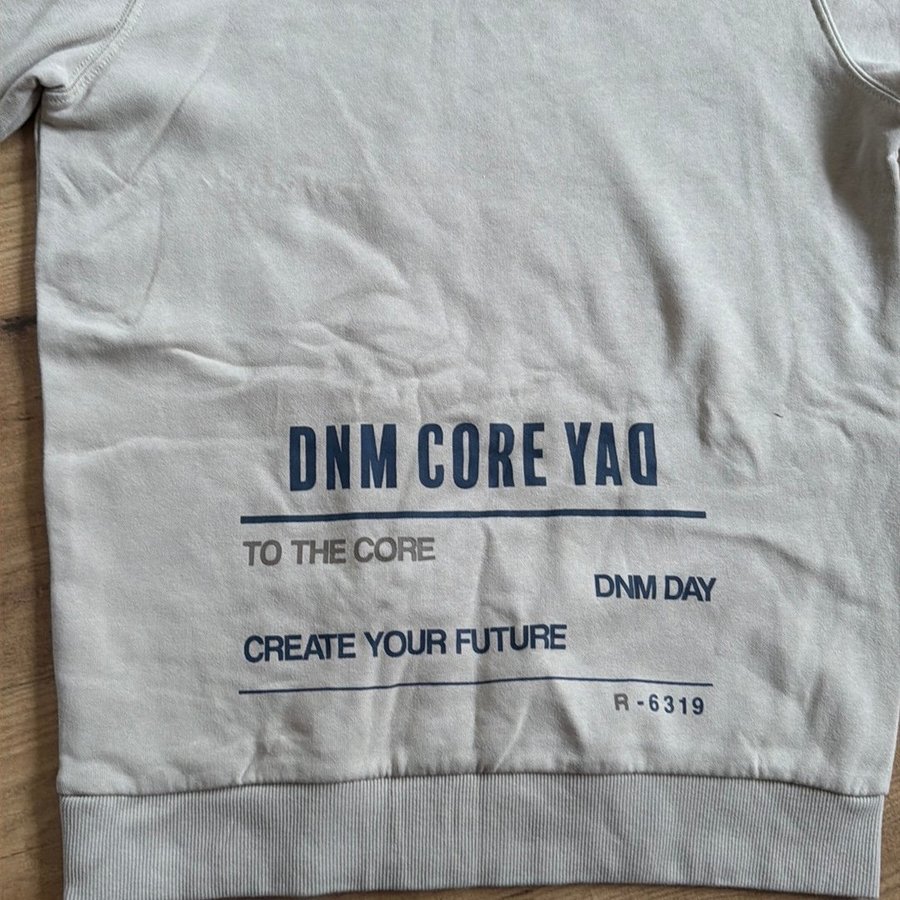 DNM CORE YAD
TO THE CORE
DNM DAY
CREATE YOUR FUTURE
R -6319